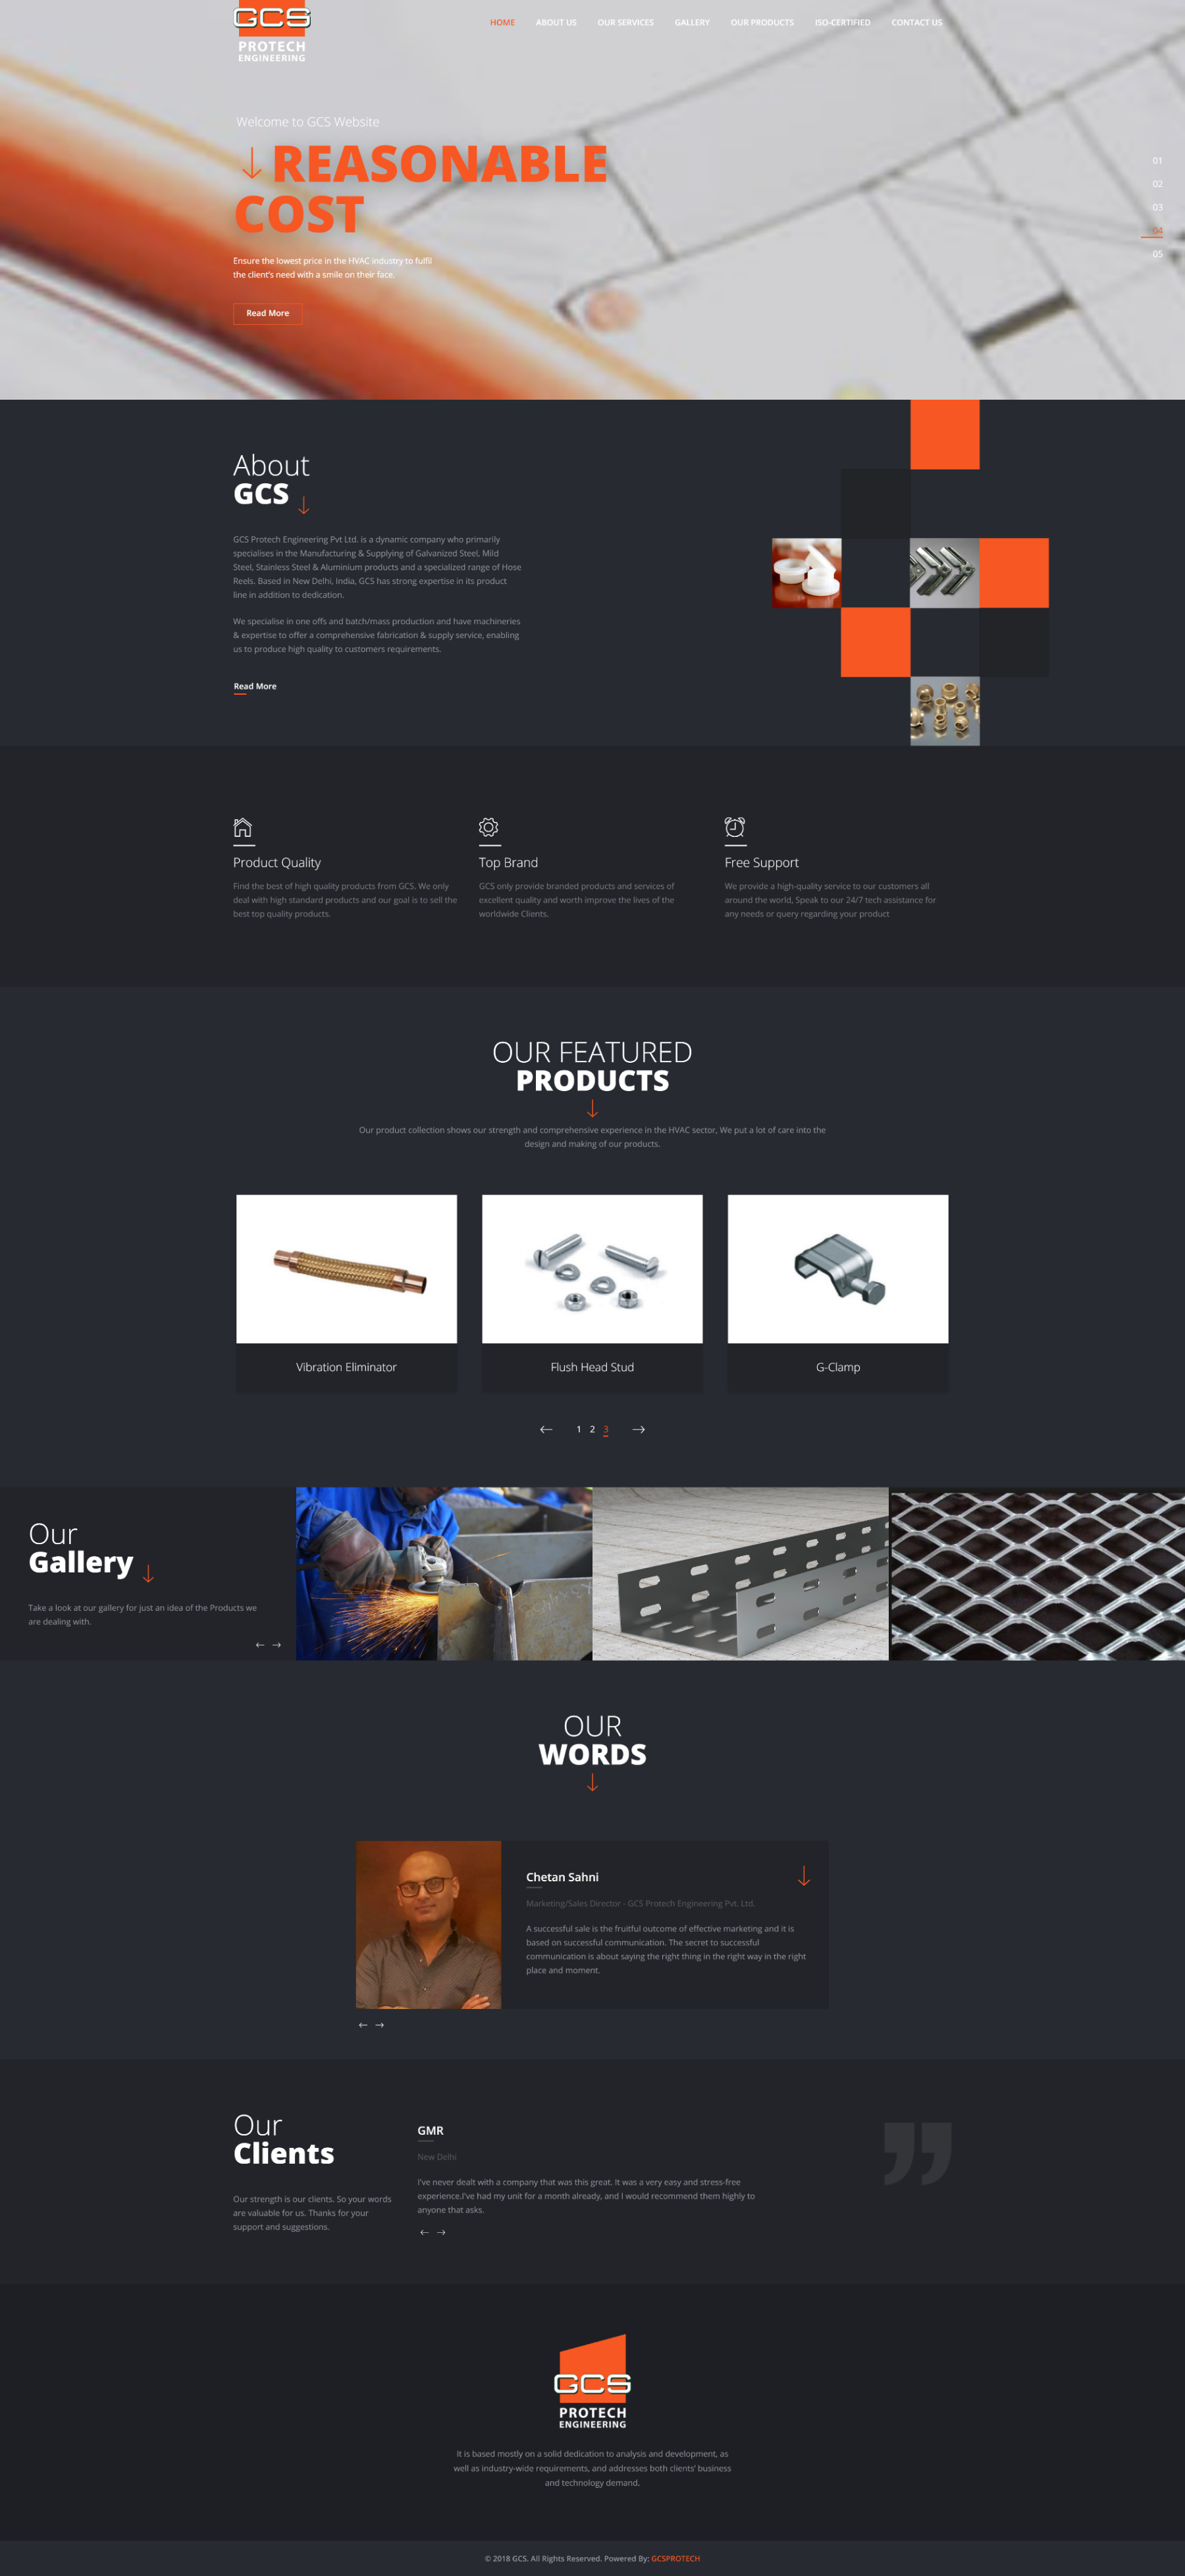 GCS
PROTECH
ENGINEERING
HOME ABOUT US OUR SERVICES GALLERY OUR PRODUCTS ISO-CERTIFIED CONTACT US
Welcome to GCS Website
REASONABLE
COST
Ensure the lowest price in the HVAC industry to fulfil
the client's need with a smile on their face.
Read More
01
02
03
04
05
About
GCS
GCS Protech Engineering Pvt Ltd. is a dynamic company who primarily
specialises in the Manufacturing & Supplying of Galvanized Steel, Mild
Steel, Stainless Steel & Aluminium products and a specialized range of Hose
Reels. Based in New Delhi, India, GCS has strong expertise in its product
line in addition to dedication.
We specialise in one offs and batch/mass production and have machineries
& expertise to offer a comprehensive fabrication & supply service, enabling
us to produce high quality to customers requirements.
Read More
Product Quality
Find the best of high quality products from GCS. We only
deal with high standard products and our goal is to sell the
best top quality products.
Top Brand
GCS only provide branded products and services of
excellent quality and worth improve the lives of the
worldwide Clients.
Free Support
We provide a high-quality service to our customers all
around the world, Speak to our 24/7 tech assistance for
any needs or query regarding your product
OUR FEATURED
PRODUCTS
Our product collection shows our strength and comprehensive experience in the HVAC sector, We put a lot of care into the
design and making of our products.
Vibration Eliminator
Flush Head Stud
G-Clamp
1 2 3
Our
Gallery
Take a look at our gallery for just an idea of the Products we
are dealing with.
OUR
WORDS
Chetan Sahni
Marketing/Sales Director - GCS Protech Engineering Pvt. Ltd.
A successful sale is the fruitful outcome of effective marketing and it is
based on successful communication. The secret to successful
communication is about saying the right thing in the right way in the right
place and moment.
Our
Clients
Our strength is our clients. So your words
are valuable for us. Thanks for your
support and suggestions.
GMR
New Delhi
I've never dealt with a company that was this great. It was a very easy and stress-free
experience.I've had my unit for a month already, and I would recommend them highly to
anyone that asks.
GCS
PROTECH
ENGINEERING
It is based mostly on a solid dedication to analysis and development, as
well as industry-wide requirements, and addresses both clients' business
and technology demand.
© 2018 GCS. All Rights Reserved. Powered By: GCSPROTECH